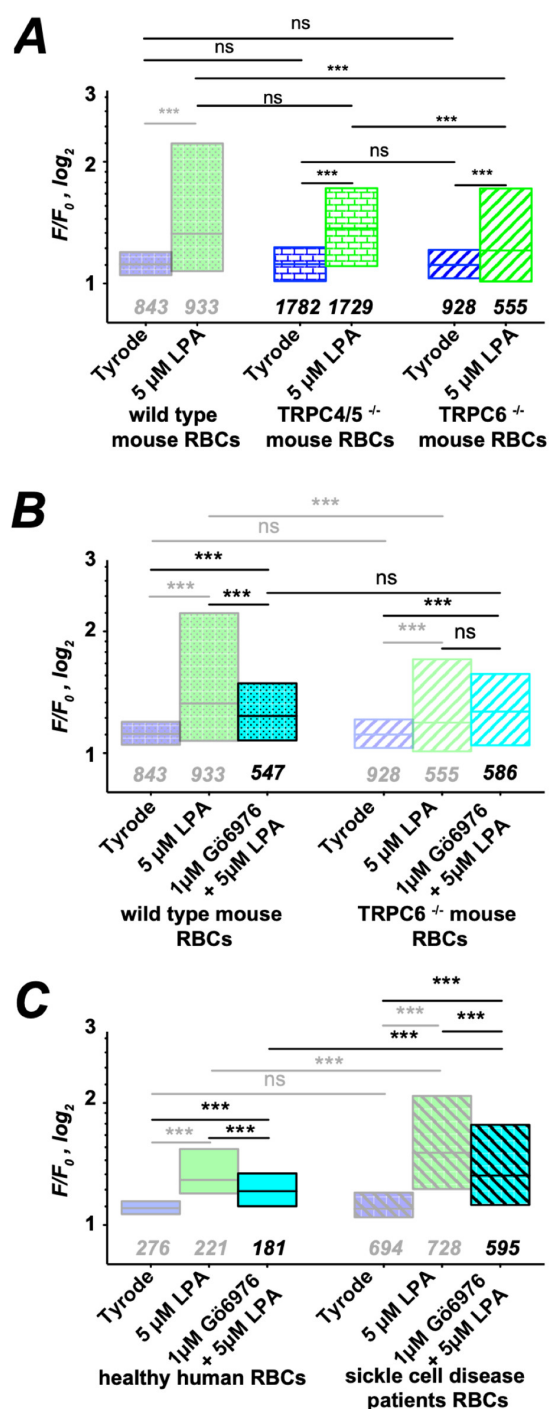 A
ns
ns
***
***
ns
***
ns
***
***
3
2
1
F/F0 , log2
843 933 1782 1729 928 555
Tyrode
5 µM LPA
Tyrode
5 µM LPA
Tyrode
5 µM LPA
wild type
mouse RBCs
TRPC4/5 -/-
mouse RBCs
TRPC6 -/-
mouse RBCs
B
***
ns
***
ns
***
***
***
***
ns
3
2
1
F/F0 , log2
843 933 547 928 555 586
Tyrode
5 µM LPA
1µM Gö6976
+ 5µM LPA
Tyrode
5 µM LPA
1µM Gö6976
+ 5µM LPA
wild type mouse
RBCs
TRPC6 -/- mouse
RBCs
C
***
***
***
***
***
ns
***
***
***
3
2
1
F/F0 , log2
276 221 181 694 728 595
Tyrode
5 µM LPA
1µM Gö6976
+ 5µM LPA
Tyrode
5 µM LPA
1µM Gö6976
+ 5µM LPA
healthy human RBCs
sickle cell disease
patients RBCs